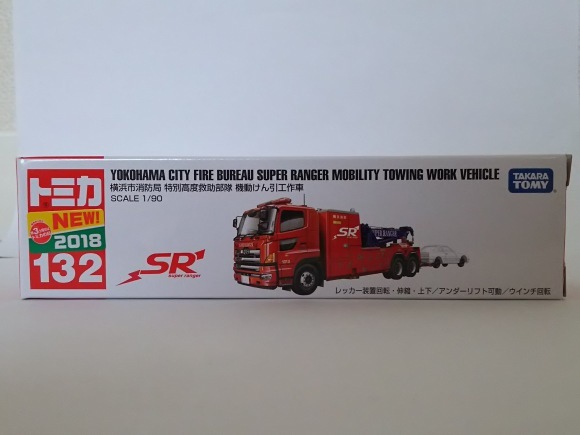 トミカ
NEW!
2018
132
YOKOHAMA CITY FIRE BUREAU SUPER RANGER MOBILITY TOWING WORK VEHICLE
横浜市消防局 特別高度救助部隊 機動けん引工作車
SCALE 1/90
SR
super ranger
SR
SUPER RANGER
TAKARA TOMY
レッカー装置回転・伸縮・上下／アンダーリフト可動／ウインチ回転